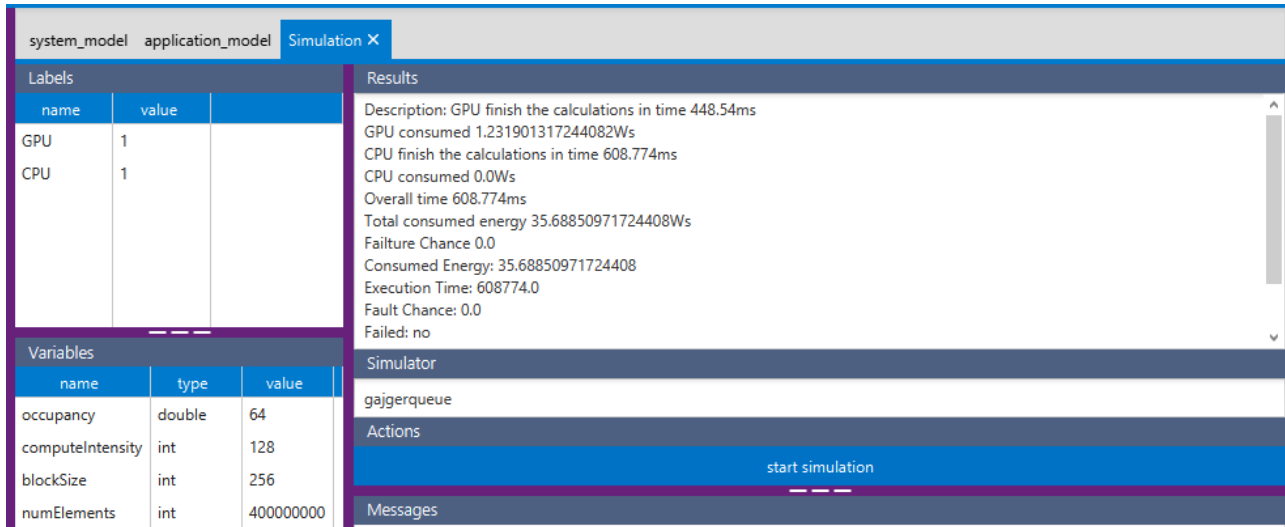 system_model application_model Simulation ✕
Labels
name value
GPU 1
CPU 1
Variables
name type value
occupancy double 64
computeIntensity int 128
blockSize int 256
numElements int 400000000
Results
Description: GPU finish the calculations in time 448.54ms
GPU consumed 1.231901317244082Ws
CPU finish the calculations in time 608.774ms
CPU consumed 0.0Ws
Overall time 608.774ms
Total consumed energy 35.68850971724408Ws
Failture Chance 0.0
Consumed Energy: 35.68850971724408
Execution Time: 608774.0
Fault Chance: 0.0
Failed: no
Simulator
gajgerqueue
Actions
start simulation
Messages